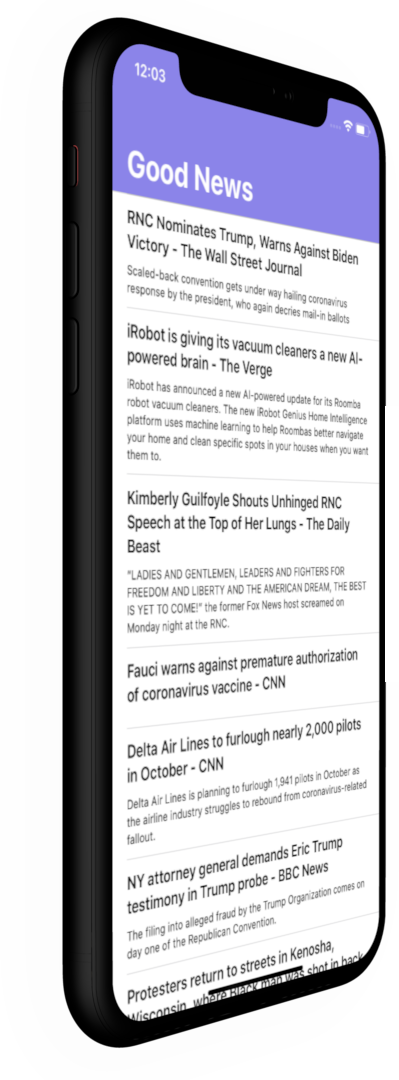 12:03
Good News
RNC Nominates Trump, Warns Against Biden
Victory - The Wall Street Journal
Scaled-back convention gets under way hailing coronavirus
response by the president, who again decries mail-in ballots
iRobot is giving its vacuum cleaners a new AI-
powered brain - The Verge
iRobot has announced a new AI-powered update for its Roomba
robot vacuum cleaners. The new iRobot Genius Home Intelligence
platform uses machine learning to help Roombas better navigate
your home and clean specific spots in your houses when you want
them to.
Kimberly Guilfoyle Shouts Unhinged RNC
Speech at the Top of Her Lungs - The Daily
Beast
“LADIES AND GENTLEMEN, LEADERS AND FIGHTERS FOR
FREEDOM AND LIBERTY AND THE AMERICAN DREAM, THE BEST
IS YET TO COME!” the former Fox News host screamed on
Monday night at the RNC.
Fauci warns against premature authorization
of coronavirus vaccine - CNN
Delta Air Lines to furlough nearly 2,000 pilots
in October - CNN
Delta Air Lines is planning to furlough 1,941 pilots in October as
the airline industry struggles to rebound from coronavirus-related
fallout.
NY attorney general demands Eric Trump
testimony in Trump probe - BBC News
The filing into alleged fraud by the Trump Organization comes on
day one of the Republican Convention.
Protesters return to streets in Kenosha,
Wisconsin, where Black man was shot in back